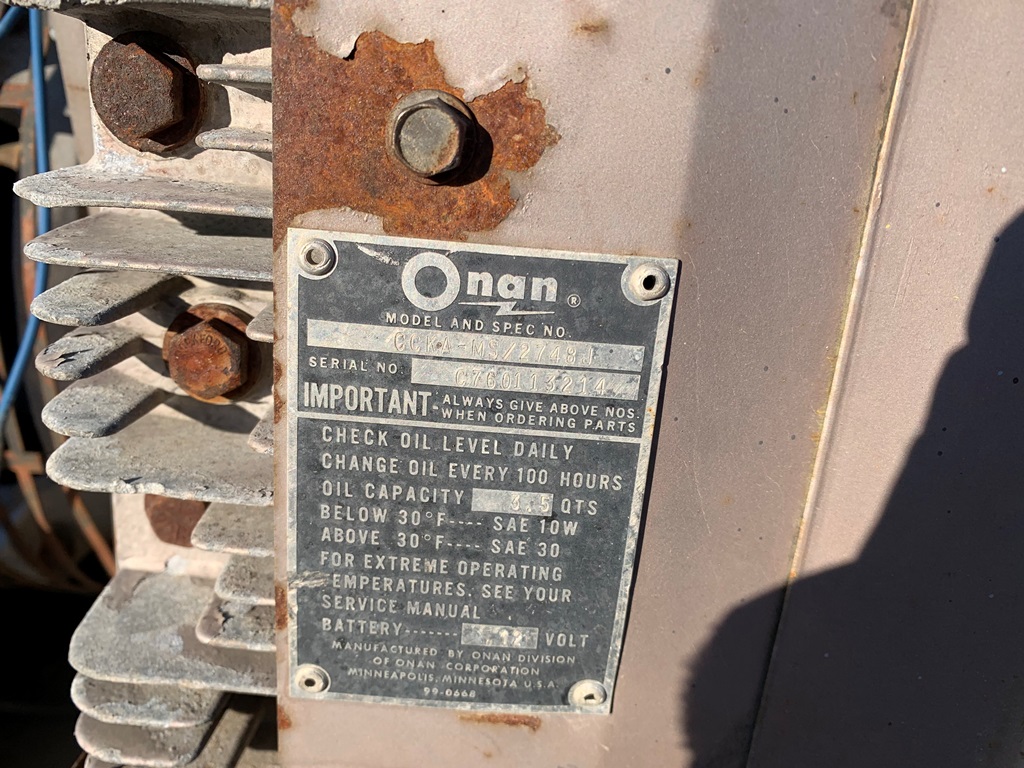 Onan ®
MODEL AND SPEC NO.
CCKA-MS/2748J
SERIAL NO. C760113214
IMPORTANT- ALWAYS GIVE ABOVE NOS.
WHEN ORDERING PARTS
CHECK OIL LEVEL DAILY
CHANGE OIL EVERY 100 HOURS
OIL CAPACITY 3.5 QTS
BELOW 30°F---- SAE 10W
ABOVE 30°F---- SAE 30
FOR EXTREME OPERATING
TEMPERATURES, SEE YOUR
SERVICE MANUAL
BATTERY------- 12 VOLT
MANUFACTURED BY ONAN DIVISION
OF ONAN CORPORATION
MINNEAPOLIS, MINNESOTA U.S.A.
99-0668